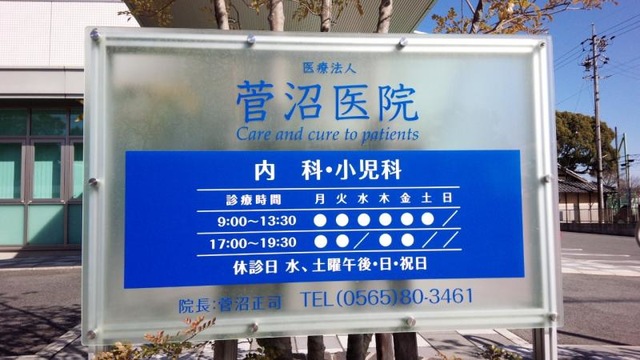 医療法人
菅沼医院
Care and cure to patients
内 科・小児科
診療時間 月 火 水 木 金 土 日
9:00〜13:30 ● ● ● ● ● ● ／
17:00〜19:30 ● ● ／ ● ● ／ ／
休診日 水、土曜午後・日・祝日
院長:菅沼正司 TEL(0565)80-3461